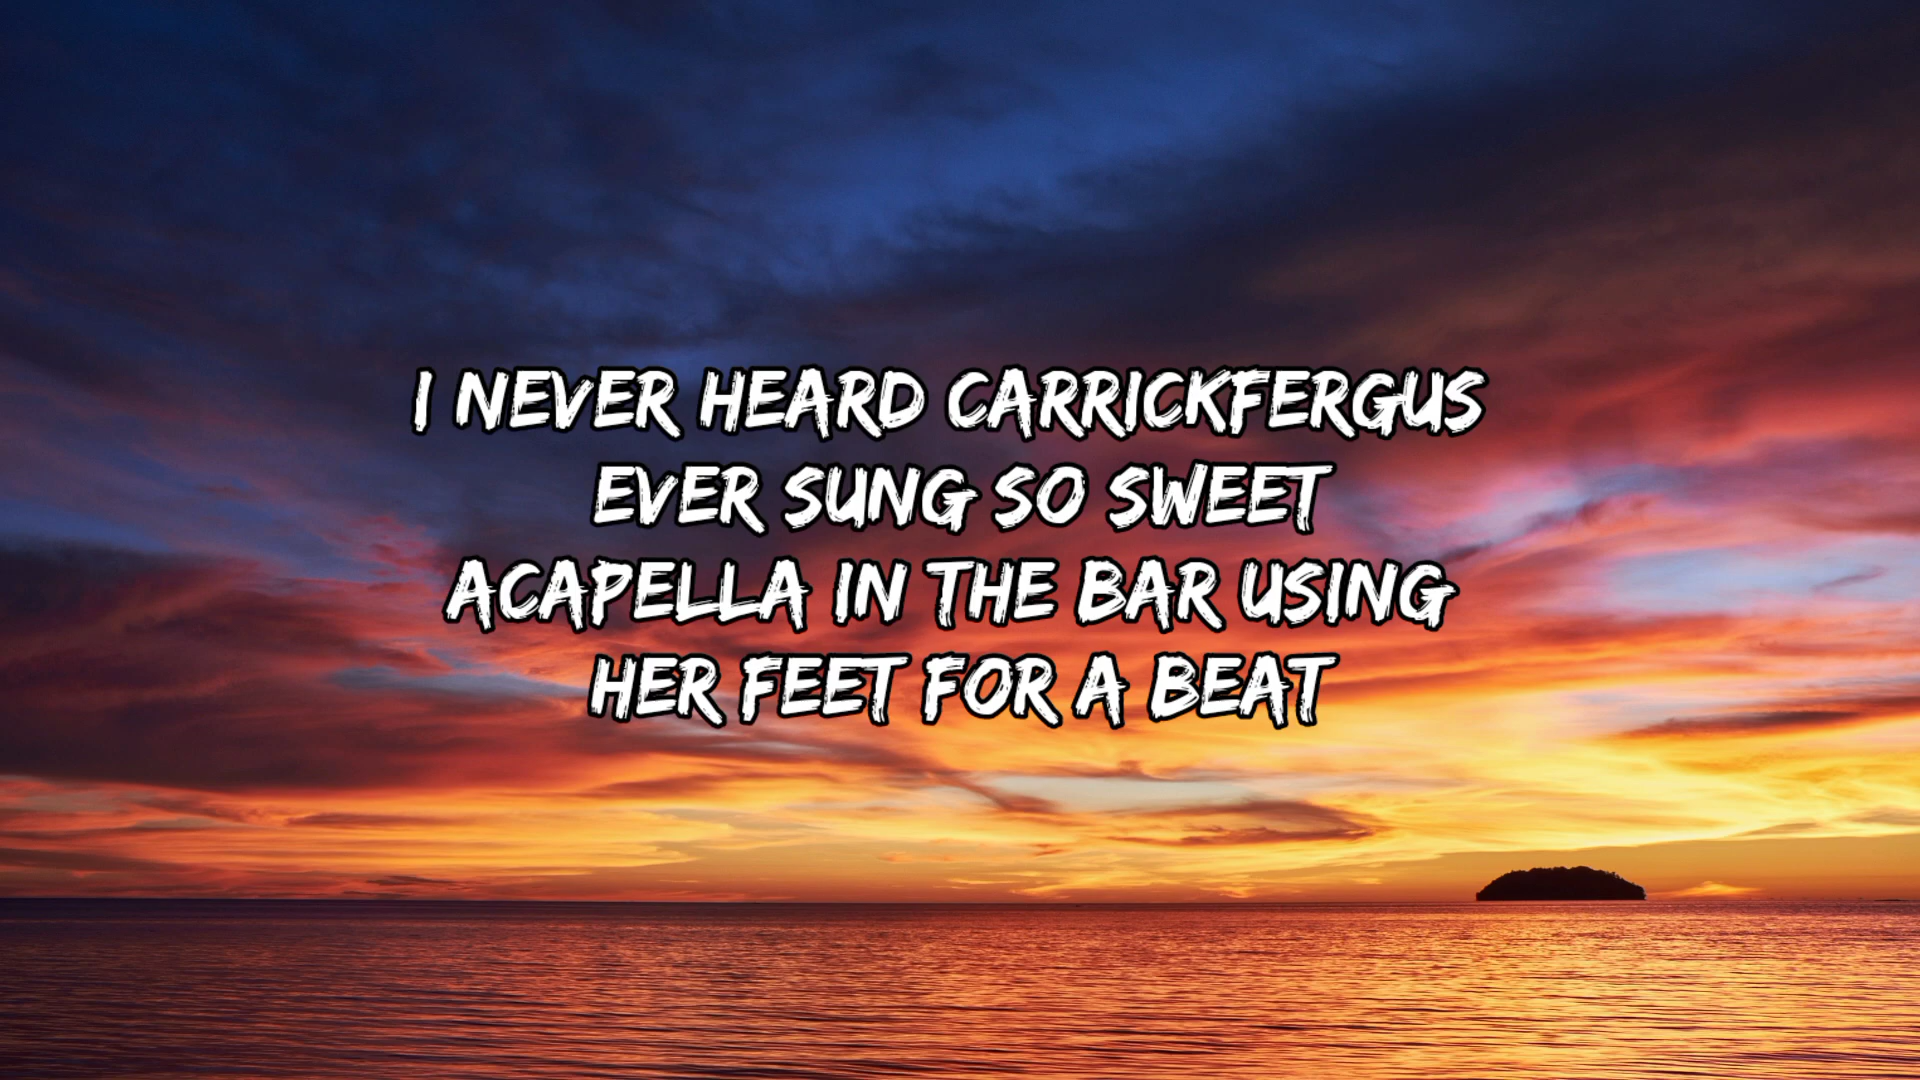 I NEVER HEARD CARRICKFERGUS
EVER SUNG SO SWEET
ACAPELLA IN THE BAR USING
HER FEET FOR A BEAT